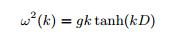 ω²(k) = gk tanh(kD)